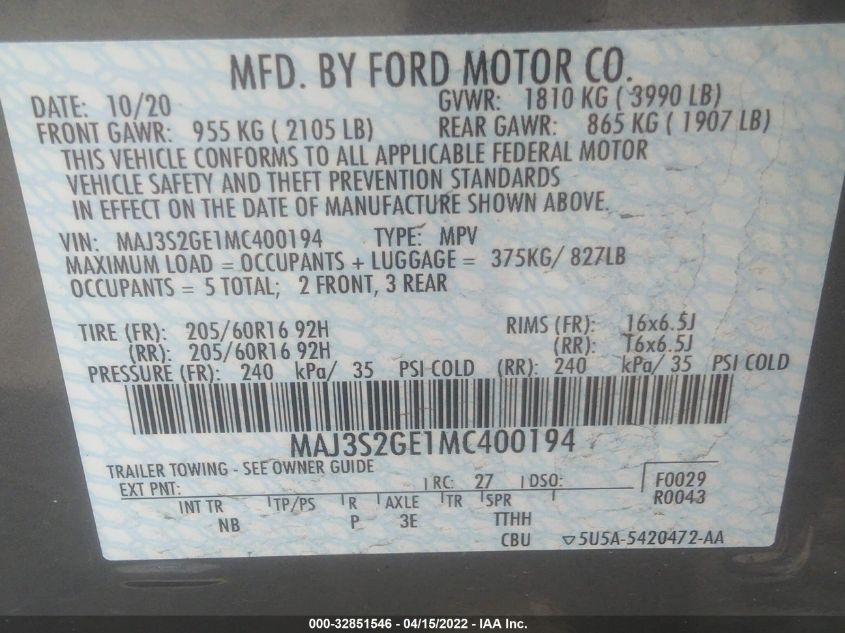 MFD. BY FORD MOTOR CO.
DATE: 10/20 GVWR: 1810 KG ( 3990 LB)
FRONT GAWR: 955 KG ( 2105 LB) REAR GAWR: 865 KG ( 1907 LB)
THIS VEHICLE CONFORMS TO ALL APPLICABLE FEDERAL MOTOR
VEHICLE SAFETY AND THEFT PREVENTION STANDARDS
IN EFFECT ON THE DATE OF MANUFACTURE SHOWN ABOVE.
VIN: MAJ3S2GE1MC400194 TYPE: MPV
MAXIMUM LOAD = OCCUPANTS + LUGGAGE = 375KG/ 827LB
OCCUPANTS = 5 TOTAL; 2 FRONT, 3 REAR
TIRE (FR): 205/60R16 92H RIMS (FR): 16x6.5J
(RR): 205/60R16 92H (RR): 16x6.5J
PRESSURE (FR): 240 kPa/ 35 PSI COLD (RR): 240 kPa/ 35 PSI COLD
MAJ3S2GE1MC400194
TRAILER TOWING - SEE OWNER GUIDE
EXT PNT: RC: 27 DSO: F0029
R0043
INT TR TP/PS R AXLE TR SPR
NB P 3E TTHH
CBU ▽5U5A-5420472-AA
000-32851546 - 04/15/2022 - IAA Inc.